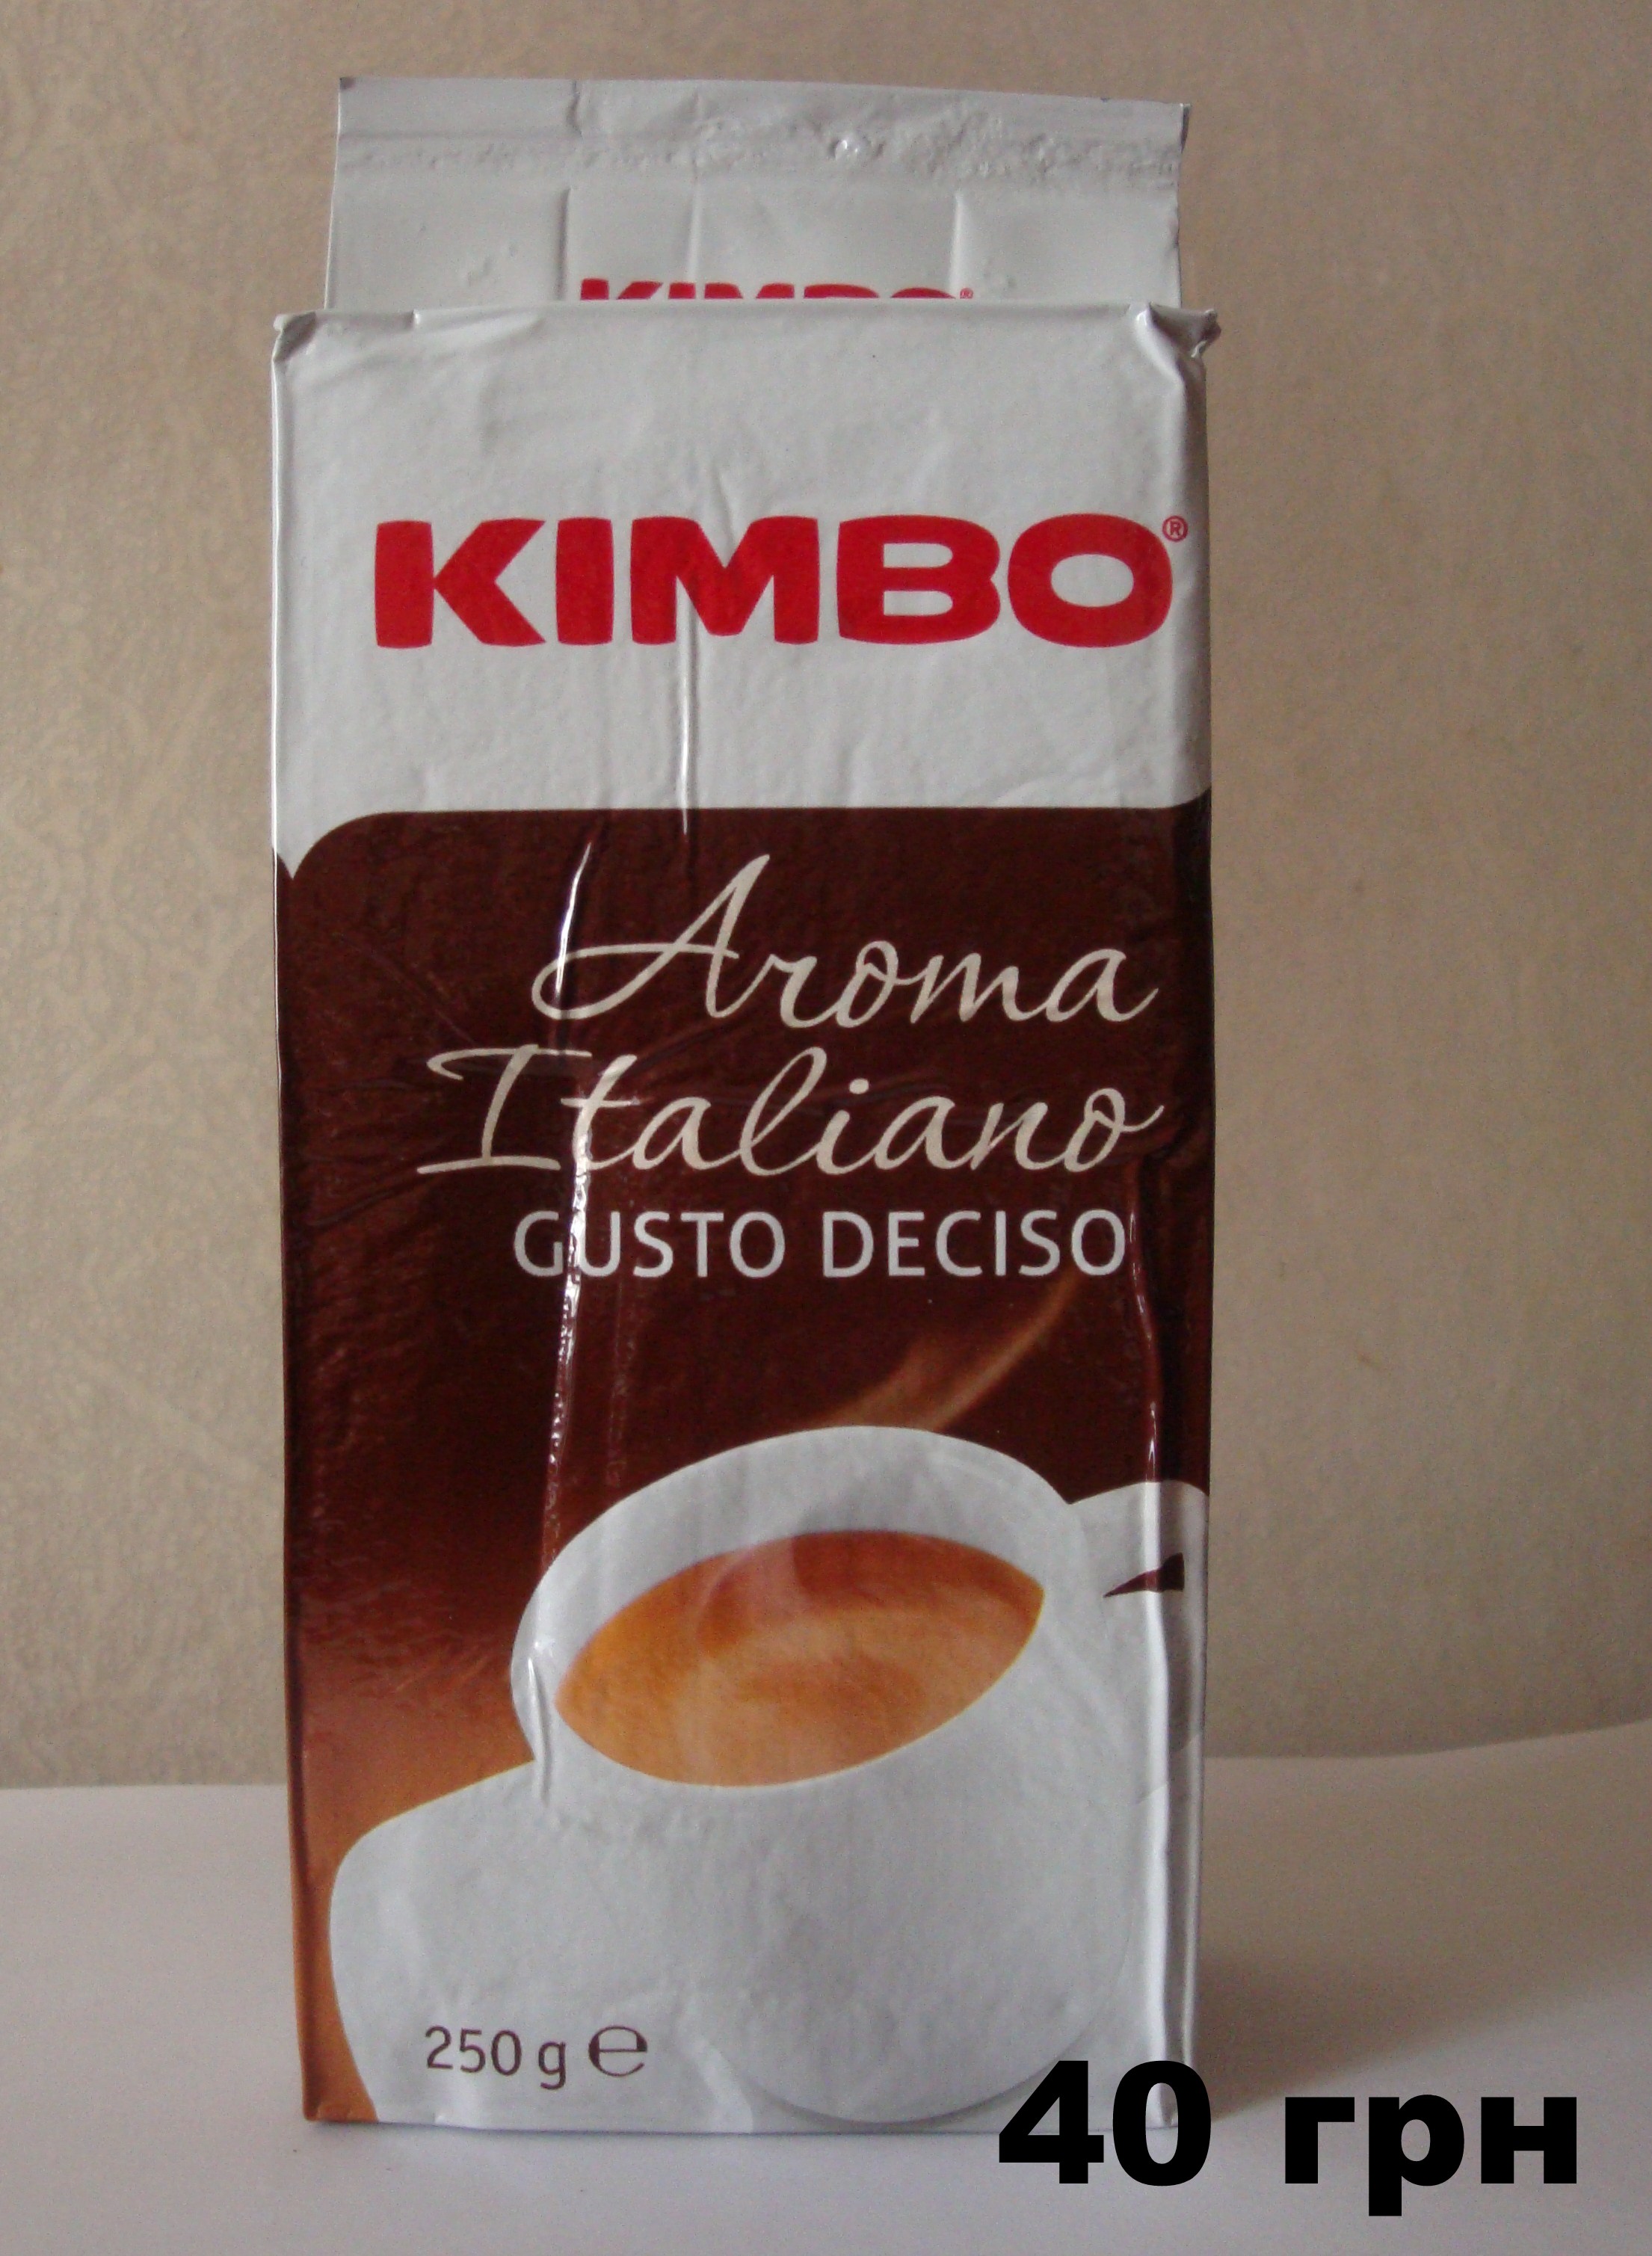 KIMBO®
KIMBO®
Aroma
Italiano
GUSTO DECISO
250 g ℮
40 грн